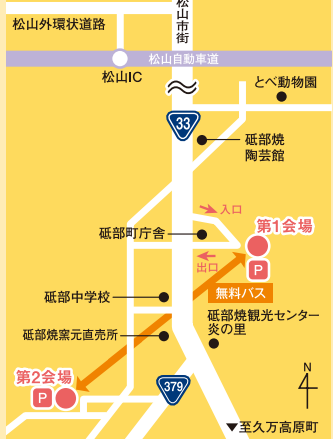 松山市街
松山外環状道路
松山自動車道
松山IC
とべ動物園
33
砥部焼
陶芸館
入口
第1会場
砥部町庁舎
出口
P
無料バス
砥部中学校
砥部焼観光センター
炎の里
砥部焼窯元直売所
第2会場
P
379
N
4
▼至久万高原町